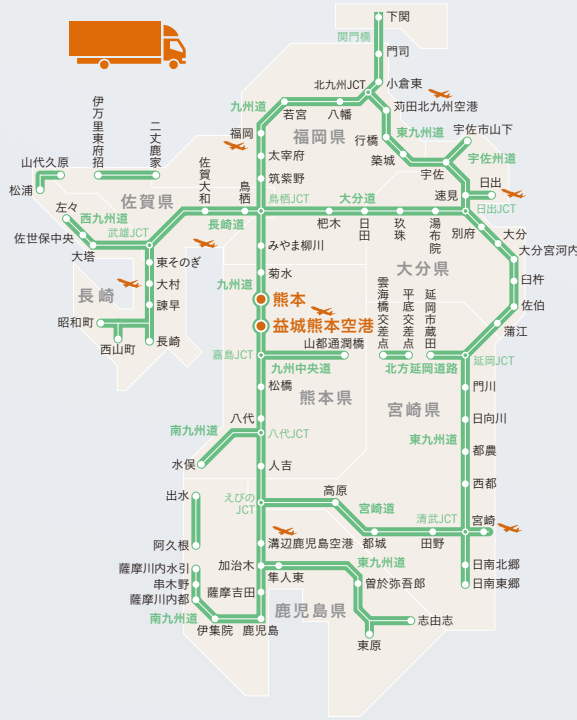 下関
関門橋
門司
北九州JCT
小倉東
九州道
若宮
八幡
苅田北九州空港
福岡
福岡県
行橋
東九州道
宇佐市山下
伊万里東府招
二丈鹿家
太宰府
築城
宇佐
宇佐州道
山代久原
佐賀大和
鳥栖
筑紫野
日出
松浦
佐賀県
鳥栖JCT
大分道
速見
日出JCT
左々
西九州道
武雄JCT
長崎道
杷木
日田
玖珠
湯布院
別府
大分
佐世保中央
みやま柳川
大分宮河内
大塔
東そのぎ
菊水
大分県
臼杵
長崎
大村
九州道
熊本
雲海橋交差点
平底交差点
延岡市蔵田
佐伯
諫早
益城熊本空港
蒲江
昭和町
長崎
西山町
嘉島JCT
山都通潤橋
九州中央道
北方延岡道路
延岡JCT
松橋
熊本県
宮崎県
門川
南九州道
八代
八代JCT
日向川
東九州道
都農
水俣
人吉
西都
出水
えびの
JCT
高原
宮崎道
清武JCT
宮崎
阿久根
溝辺鹿児島空港
都城
田野
薩摩川内水引
加治木
隼人東
東九州道
日南北郷
串木野
薩摩吉田
曽於弥吾郎
日南東郷
薩摩川内都
鹿児島県
南九州道
伊集院
鹿児島
志由志
東原